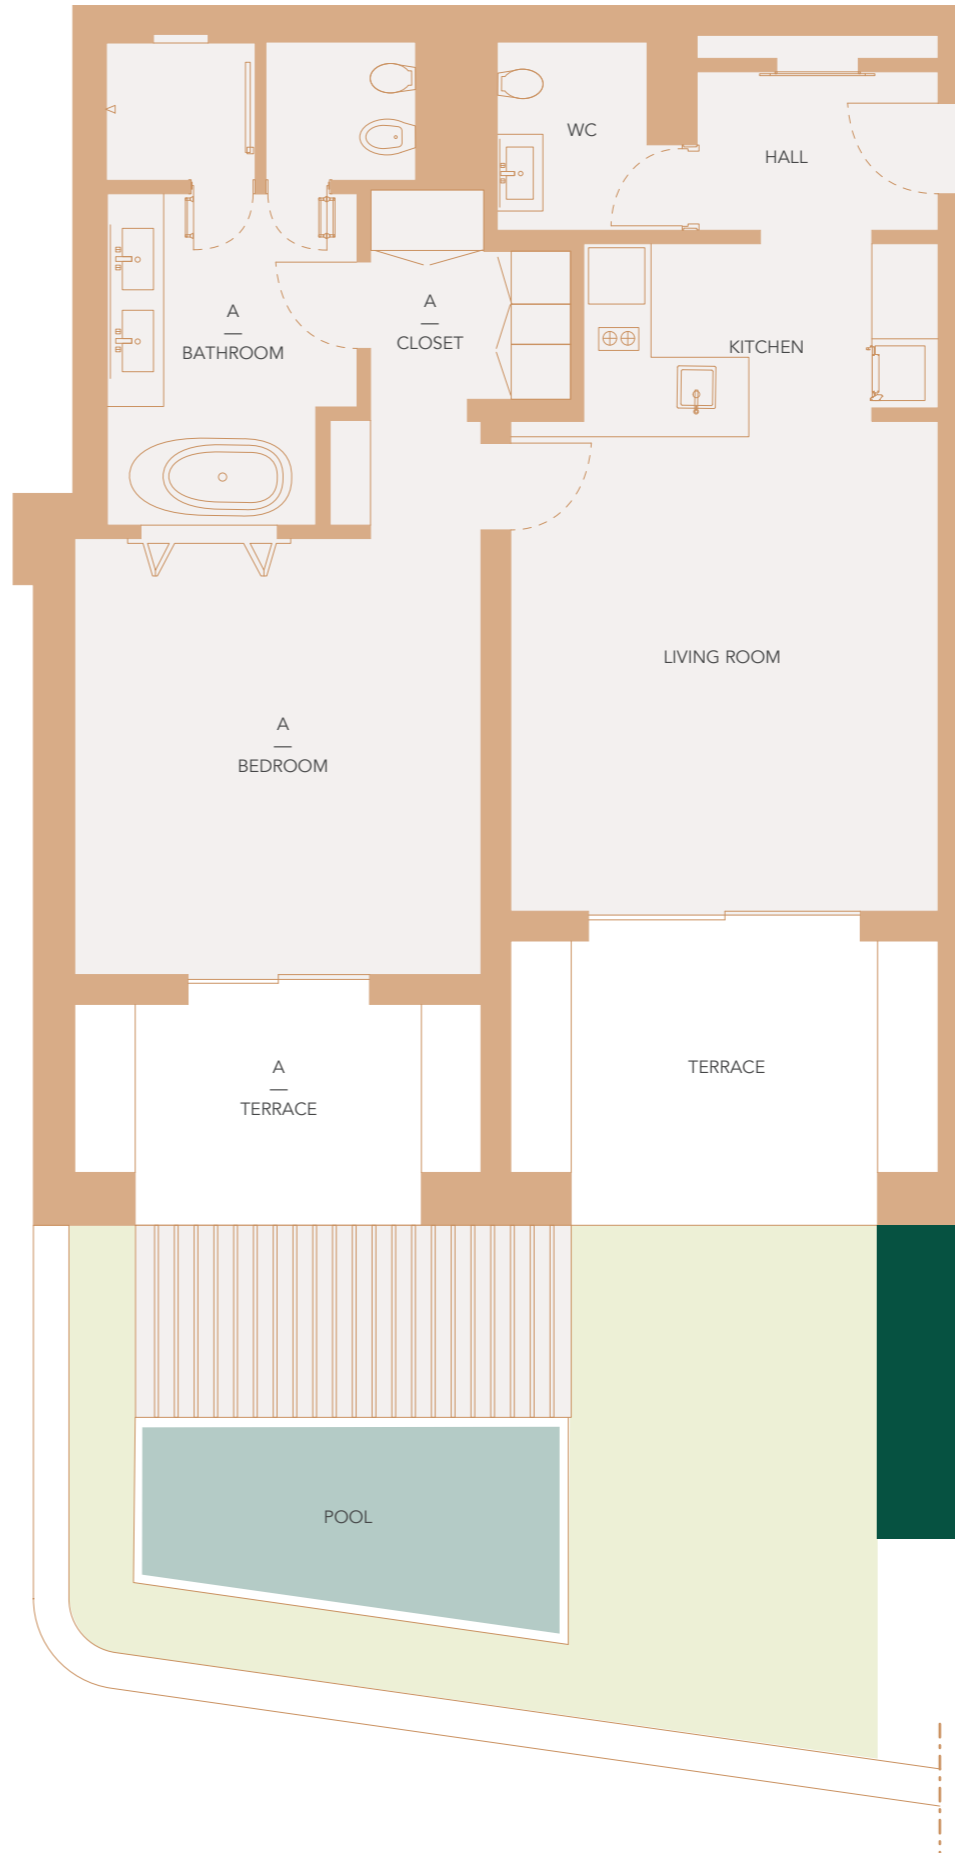 WC
HALL
A
BATHROOM
A
CLOSET
KITCHEN
LIVING ROOM
A
BEDROOM
A
TERRACE
TERRACE
POOL